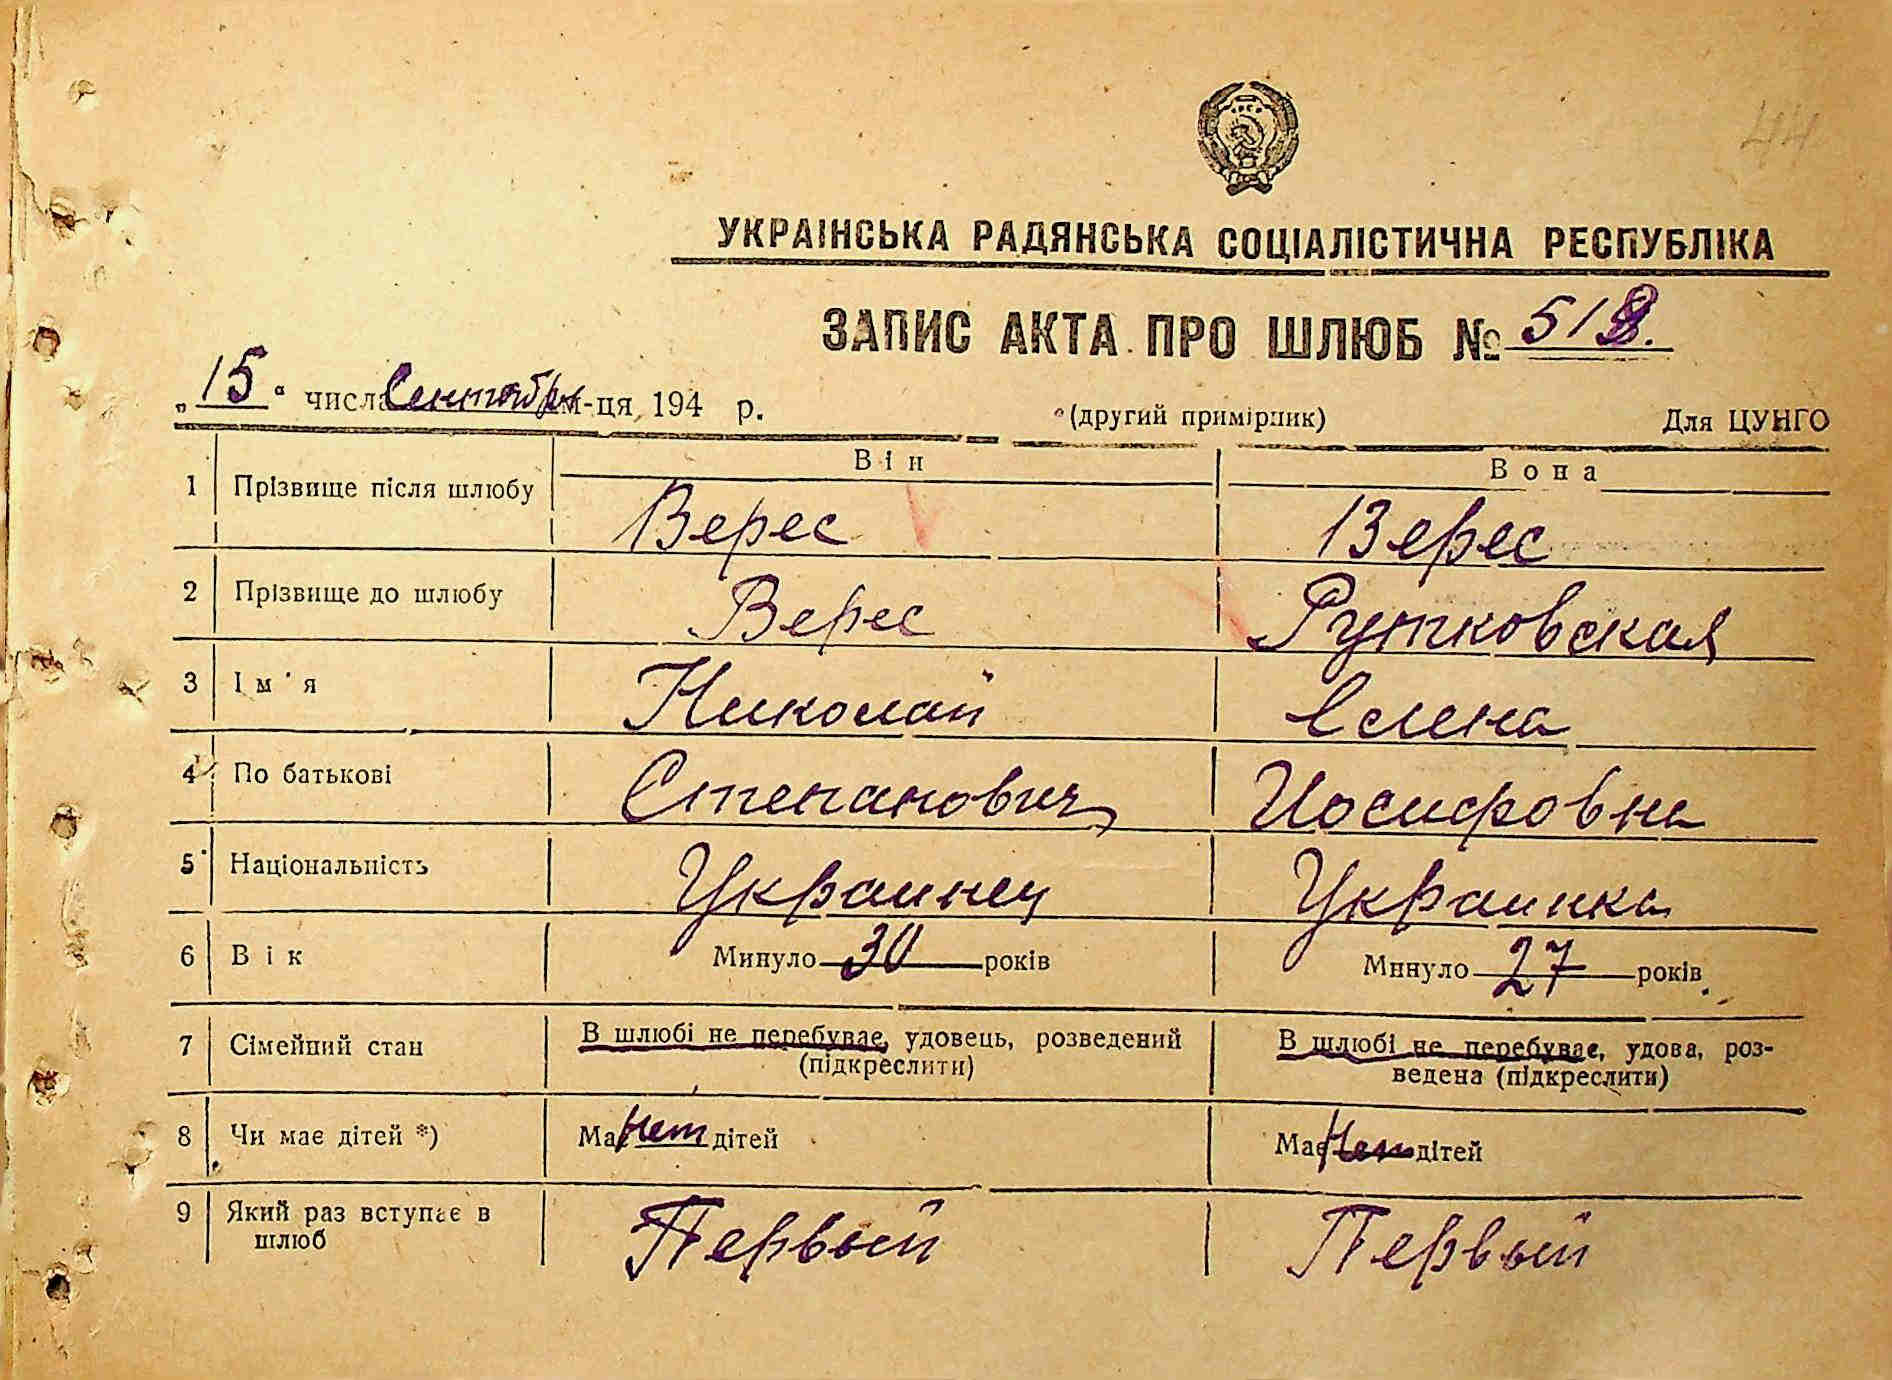 44
УКРАЇНСЬКА РАДЯНСЬКА СОЦІАЛІСТИЧНА РЕСПУБЛІКА
ЗАПИС АКТА ПРО ШЛЮБ № 518.
„15“ числа Сентября м-ця 194 р. (другий примірник) Для ЦУНГО
Він Вона
1 Прізвище після шлюбу Верес Верес
2 Прізвище до шлюбу Верес Рутковская
3 Ім'я Николай Елена
4 По батькові Степанович Иосифовна
5 Національність Украинец Украинка
6 Вік Минуло 30 років Минуло 27 років
7 Сімейний стан В шлюбі не перебуває, удовець, розведений В шлюбі не перебуває, удова, роз-
(підкреслити) ведена (підкреслити)
8 Чи має дітей *) Має Нет дітей Має Нет дітей
9 Який раз вступає в Первый Первый
шлюб